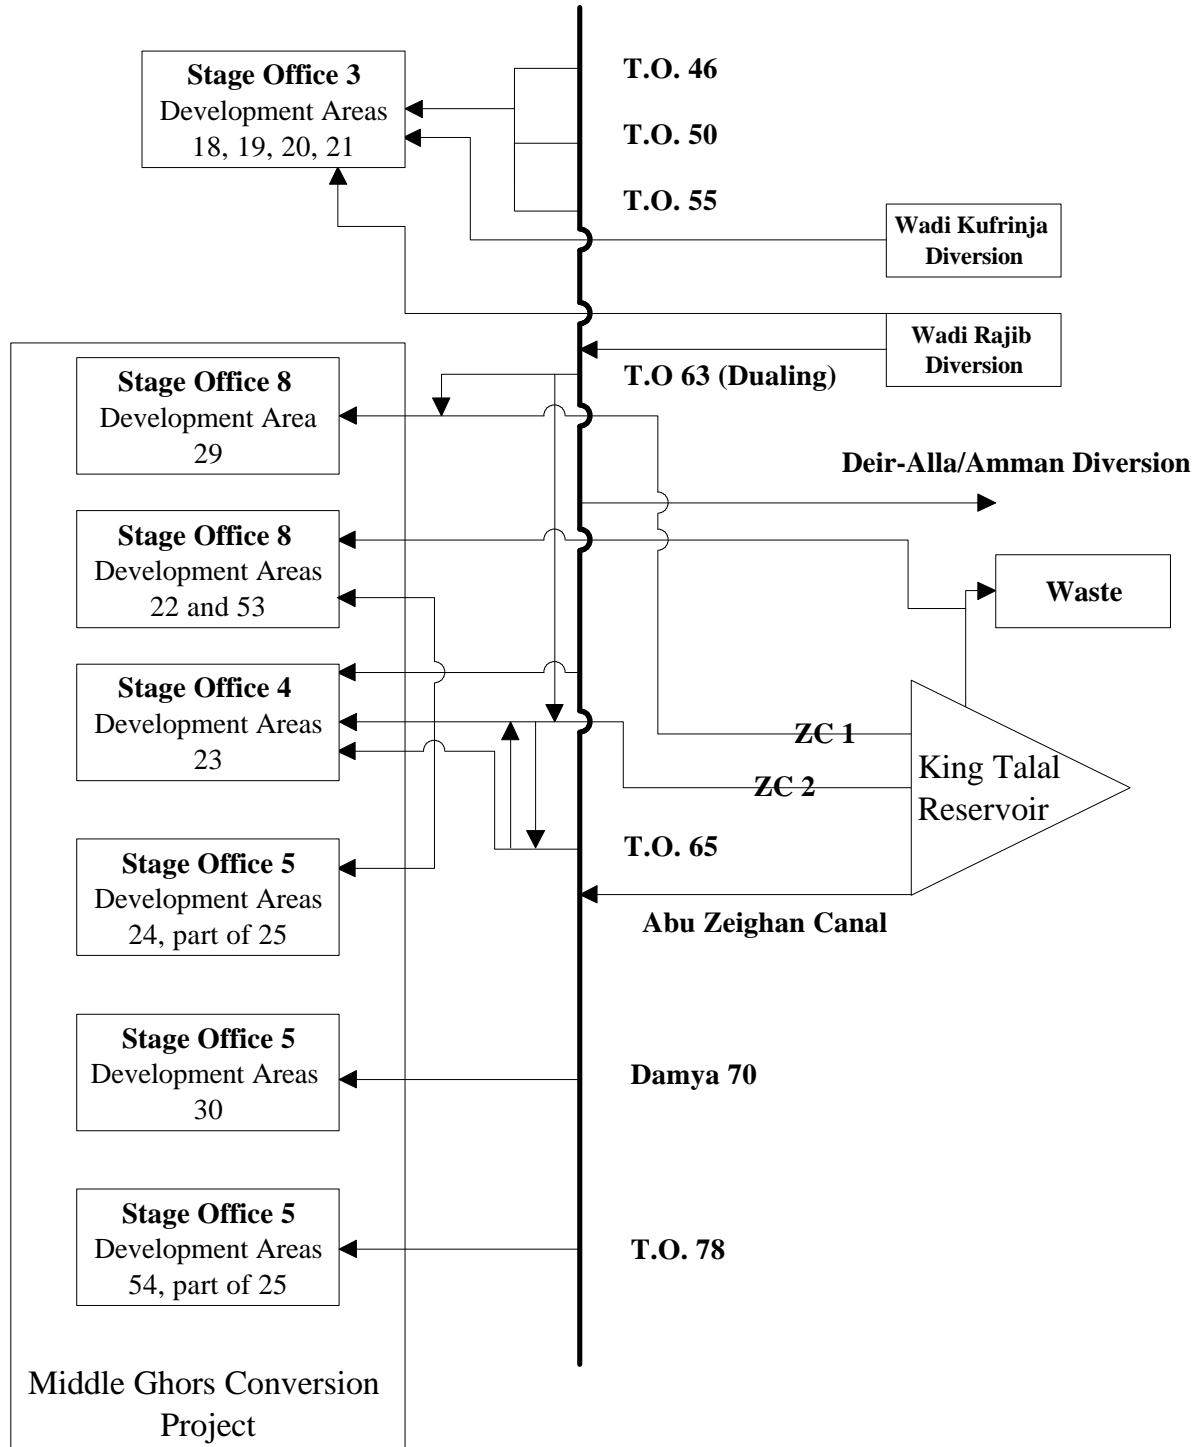 Stage Office 3
Development Areas
18, 19, 20, 21
T.O. 46
T.O. 50
T.O. 55
Wadi Kufrinja
Diversion
Wadi Rajib
Diversion
T.O 63 (Dualing)
Stage Office 8
Development Area
29
Deir-Alla/Amman Diversion
Stage Office 8
Development Areas
22 and 53
Waste
Stage Office 4
Development Areas
23
ZC 1
ZC 2
King Talal
Reservoir
T.O. 65
Stage Office 5
Development Areas
24, part of 25
Abu Zeighan Canal
Stage Office 5
Development Areas
30
Damya 70
Stage Office 5
Development Areas
54, part of 25
T.O. 78
Middle Ghors Conversion
Project